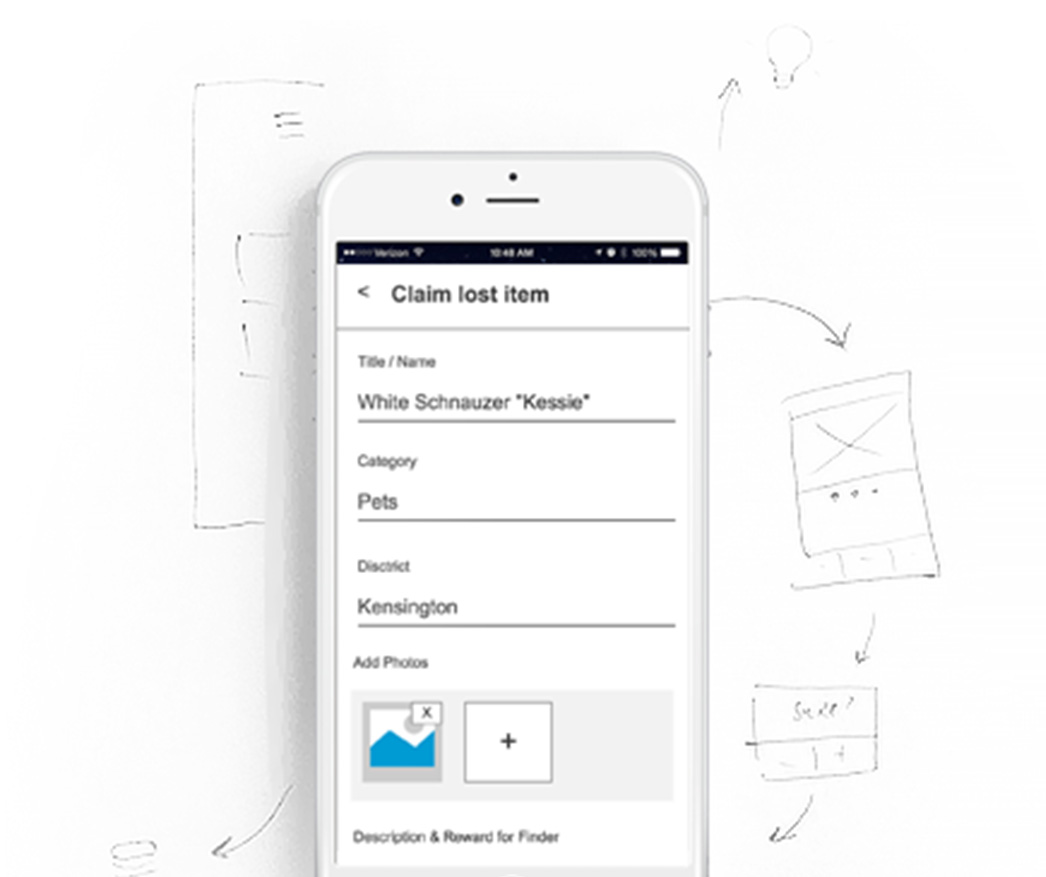 Verizon 10:48 AM 100%
< Claim lost item
Title / Name
White Schnauzer "Kessie"
Category
Pets
Disctrict
Kensington
Add Photos
X
+
Description & Reward for Finder